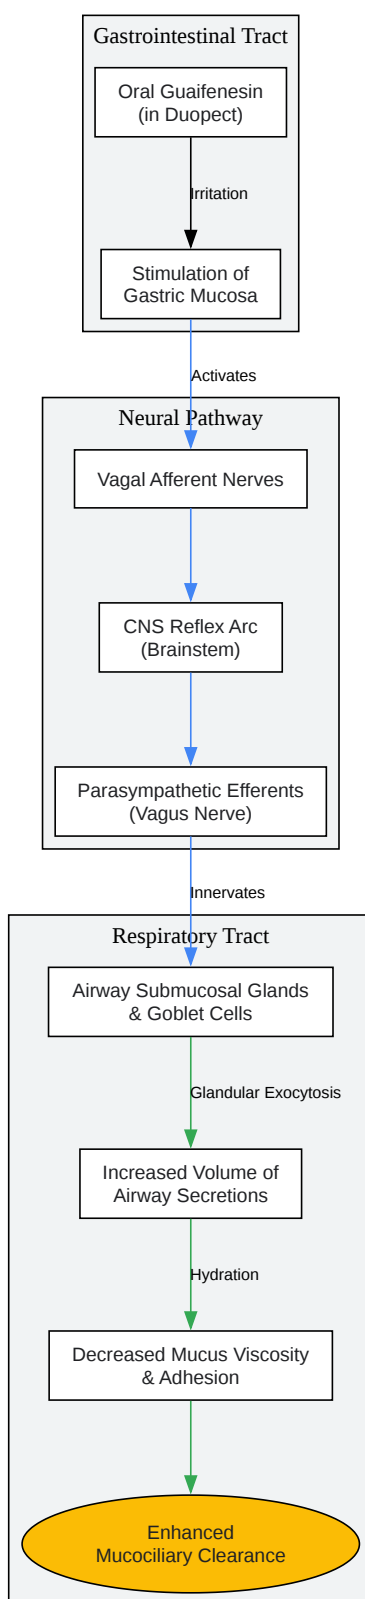 Gastrointestinal Tract
Oral Guaifenesin
(in Duopect)
Irritation
Stimulation of
Gastric Mucosa
Activates
Neural Pathway
Vagal Afferent Nerves
CNS Reflex Arc
(Brainstem)
Parasympathetic Efferents
(Vagus Nerve)
Innervates
Respiratory Tract
Airway Submucosal Glands
& Goblet Cells
Glandular Exocytosis
Increased Volume of
Airway Secretions
Hydration
Decreased Mucus Viscosity
& Adhesion
Enhanced
Mucociliary Clearance